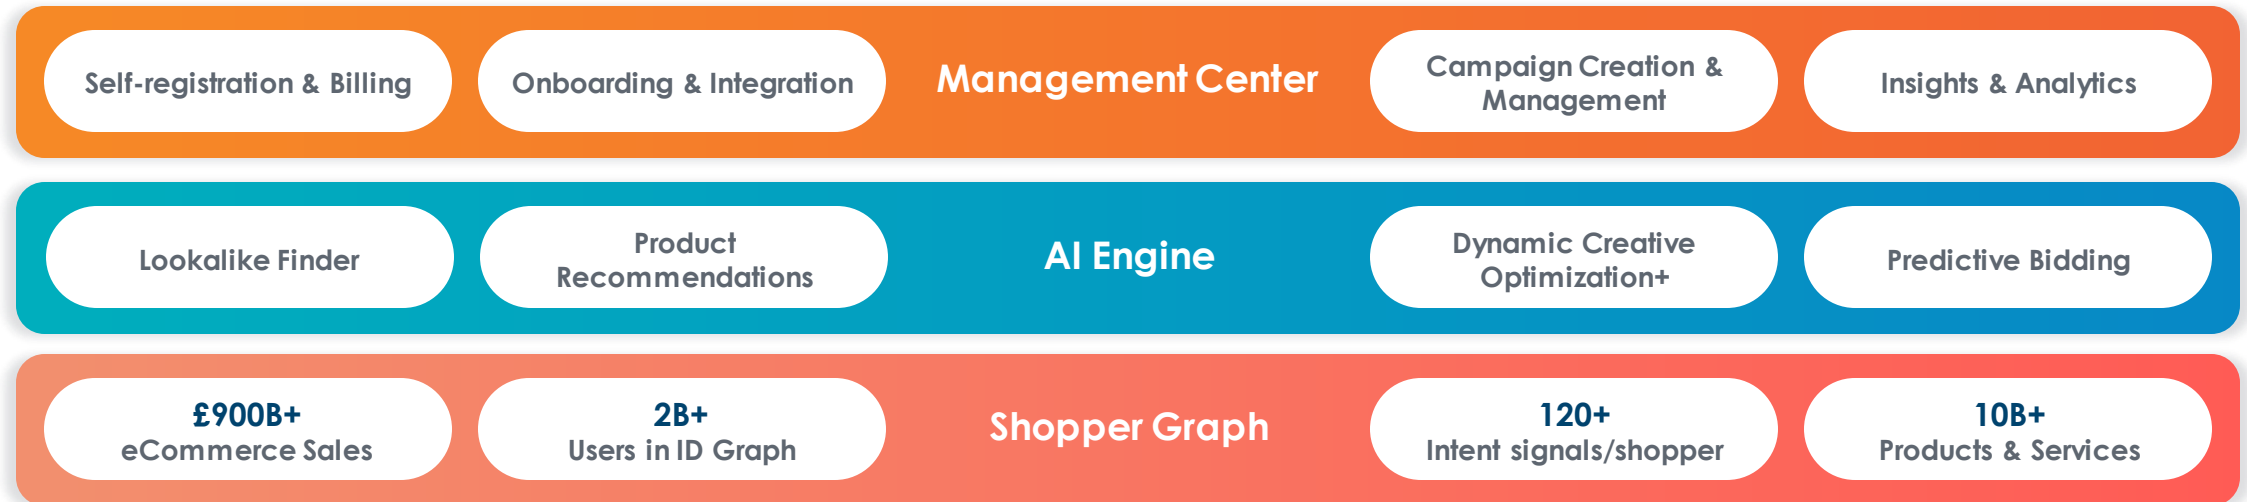 Self-registration & Billing
Onboarding & Integration
Management Center
Campaign Creation &
Management
Insights & Analytics
Lookalike Finder
Product
Recommendations
AI Engine
Dynamic Creative
Optimization+
Predictive Bidding
£900B+
eCommerce Sales
2B+
Users in ID Graph
Shopper Graph
120+
Intent signals/shopper
10B+
Products & Services